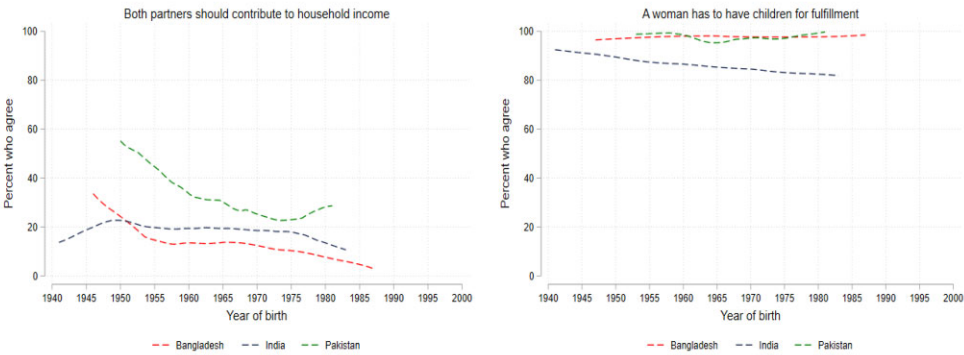 Both partners should contribute to household income
100
80
60
40
20
0
Percent who agree
1940 1945 1950 1955 1960 1965 1970 1975 1980 1985 1990 1995 2000
Year of birth
Bangladesh India Pakistan
A woman has to have children for fulfillment
100
80
60
40
20
0
Percent who agree
1940 1945 1950 1955 1960 1965 1970 1975 1980 1985 1990 1995 2000
Year of birth
Bangladesh India Pakistan